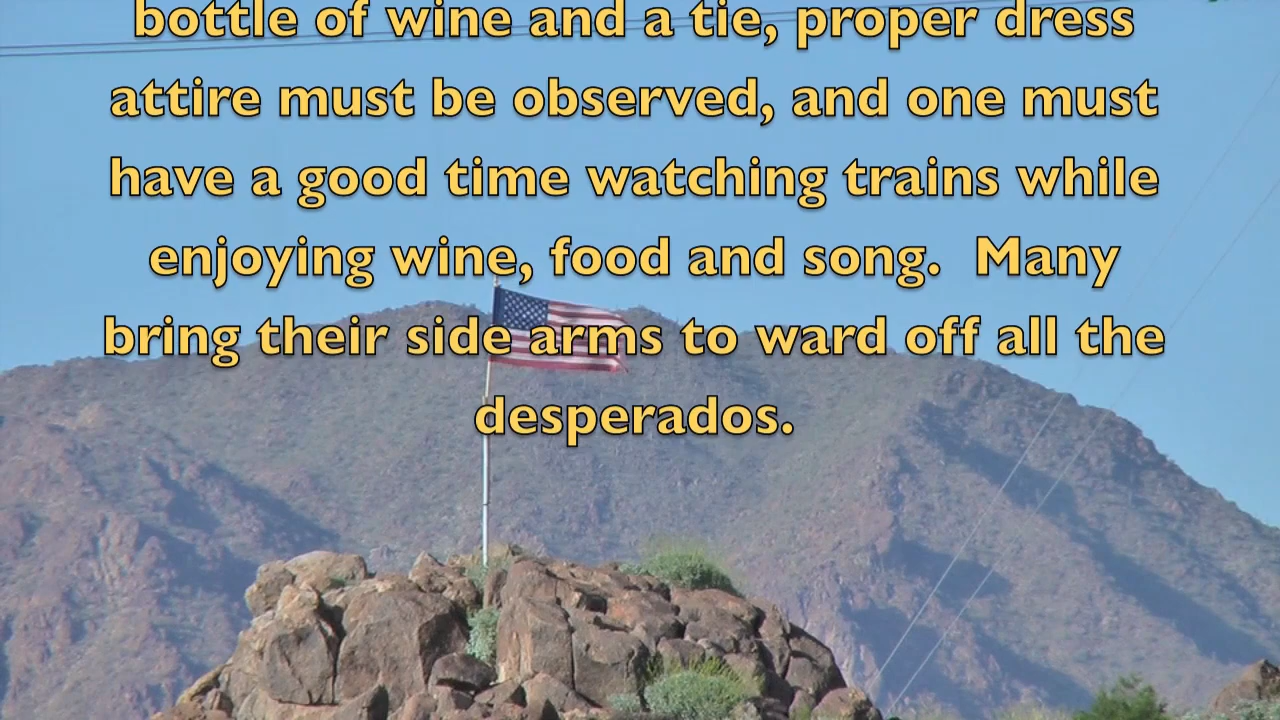 bottle of wine and a tie, proper dress
attire must be observed, and one must
have a good time watching trains while
enjoying wine, food and song.  Many
bring their side arms to ward off all the
desperados.